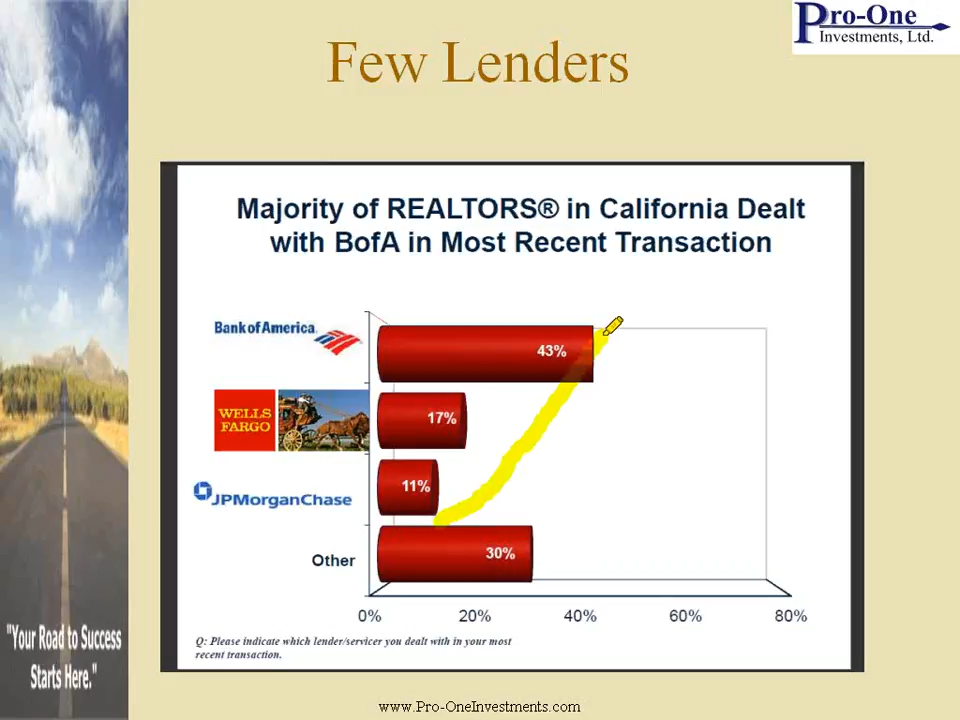 Pro-One
Investments, Ltd.
Few Lenders
Majority of REALTORS® in California Dealt
with BofA in Most Recent Transaction
Bank of America
43%
WELLS
FARGO
17%
JPMorganChase
11%
Other
30%
0% 20% 40% 60% 80%
Q: Please indicate which lender/servicer you dealt with in your most
recent transaction.
"Your Road to Success
Starts Here."
www.Pro-OneInvestments.com